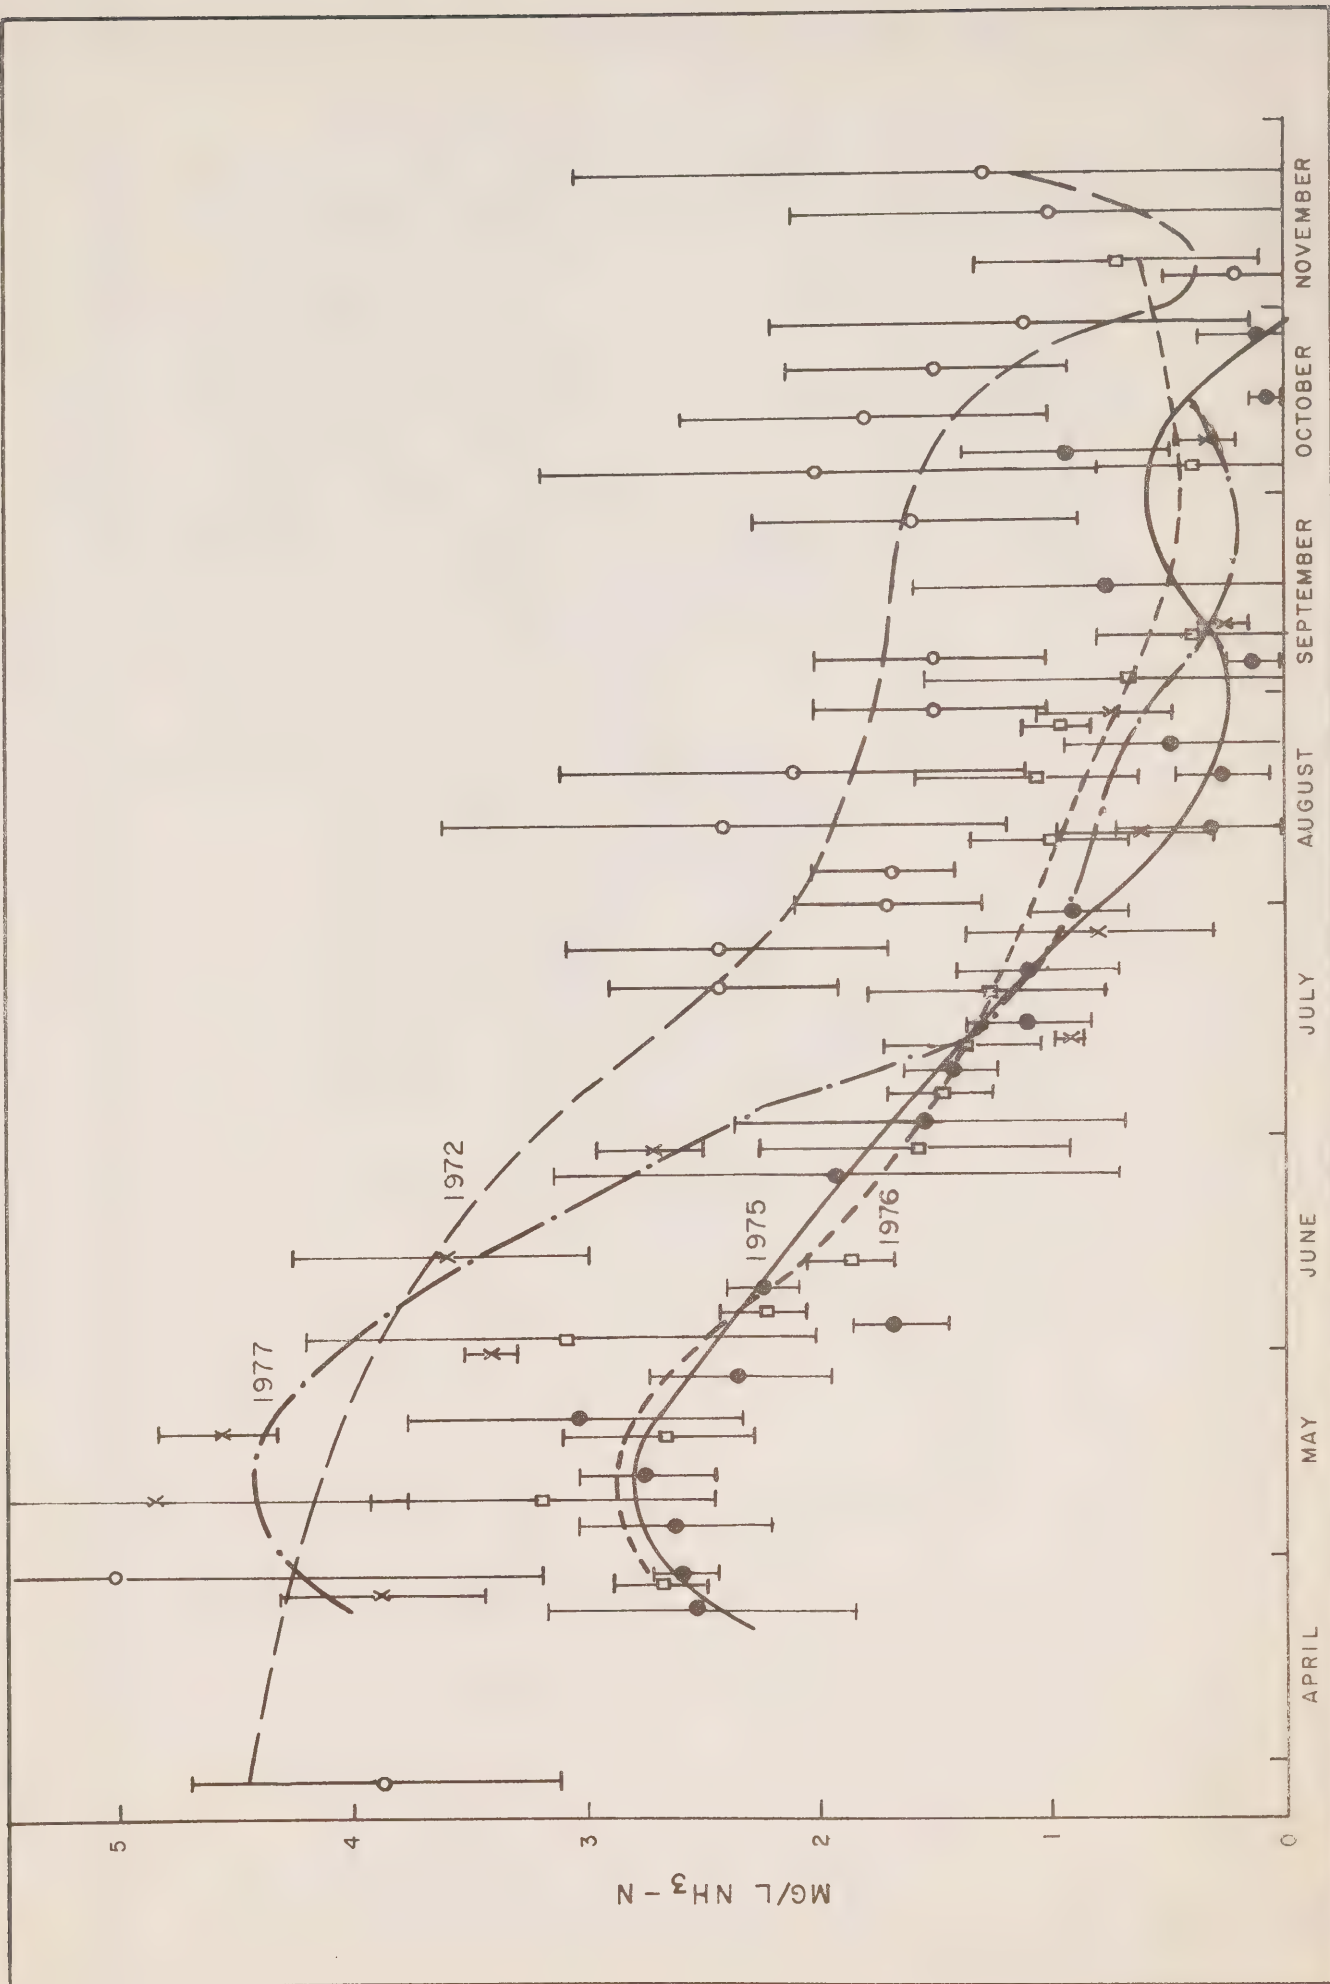 MG/L NH3 - N
5
4
3
2
1
0
1977
1972
1975
1976
APRIL
MAY
JUNE
JULY
AUGUST
SEPTEMBER
OCTOBER
NOVEMBER